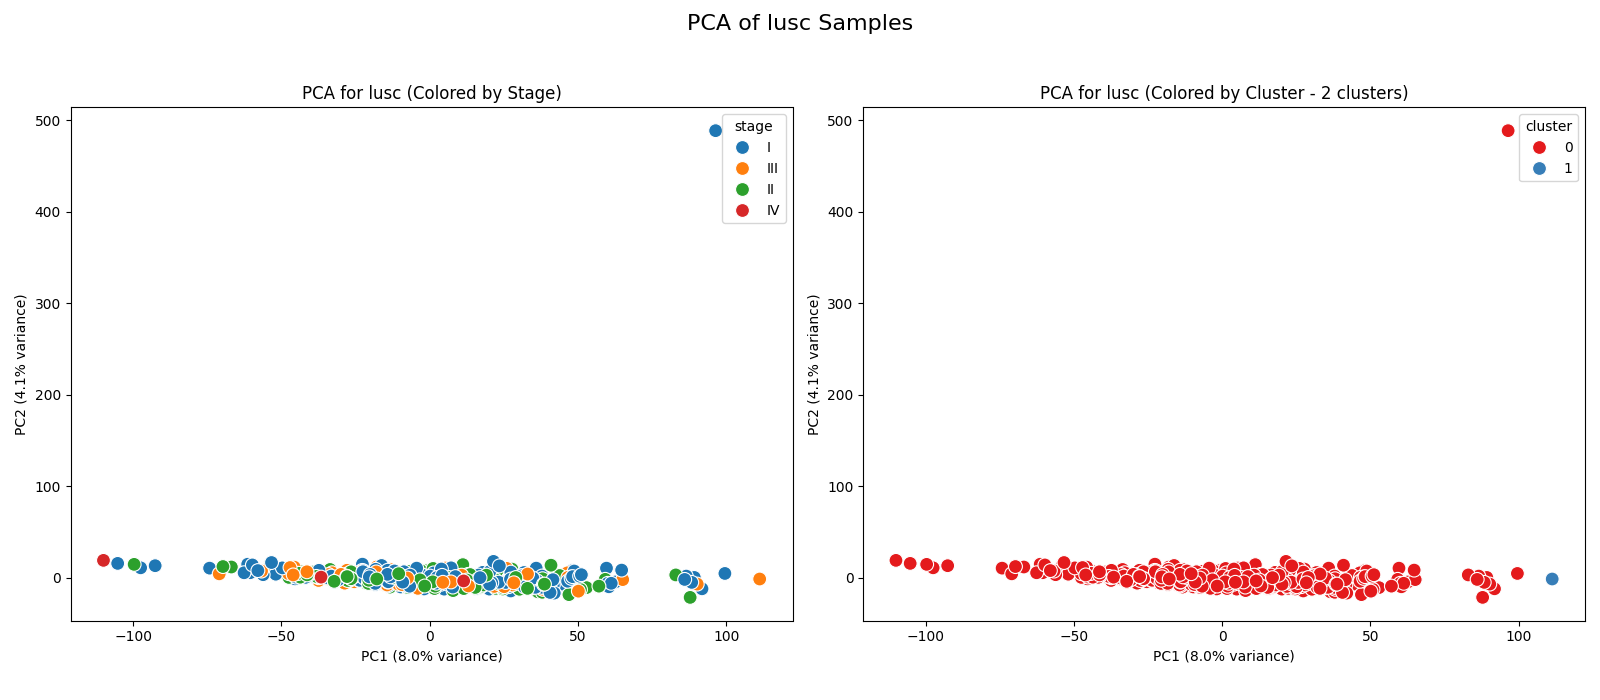 PCA of lusc Samples
PCA for lusc (Colored by Stage)
500
400
300
200
100
0
PC2 (4.1% variance)
−100
−50
0
50
100
PC1 (8.0% variance)
stage
I
III
II
IV
PCA for lusc (Colored by Cluster - 2 clusters)
500
400
300
200
100
0
PC2 (4.1% variance)
−100
−50
0
50
100
PC1 (8.0% variance)
cluster
0
1